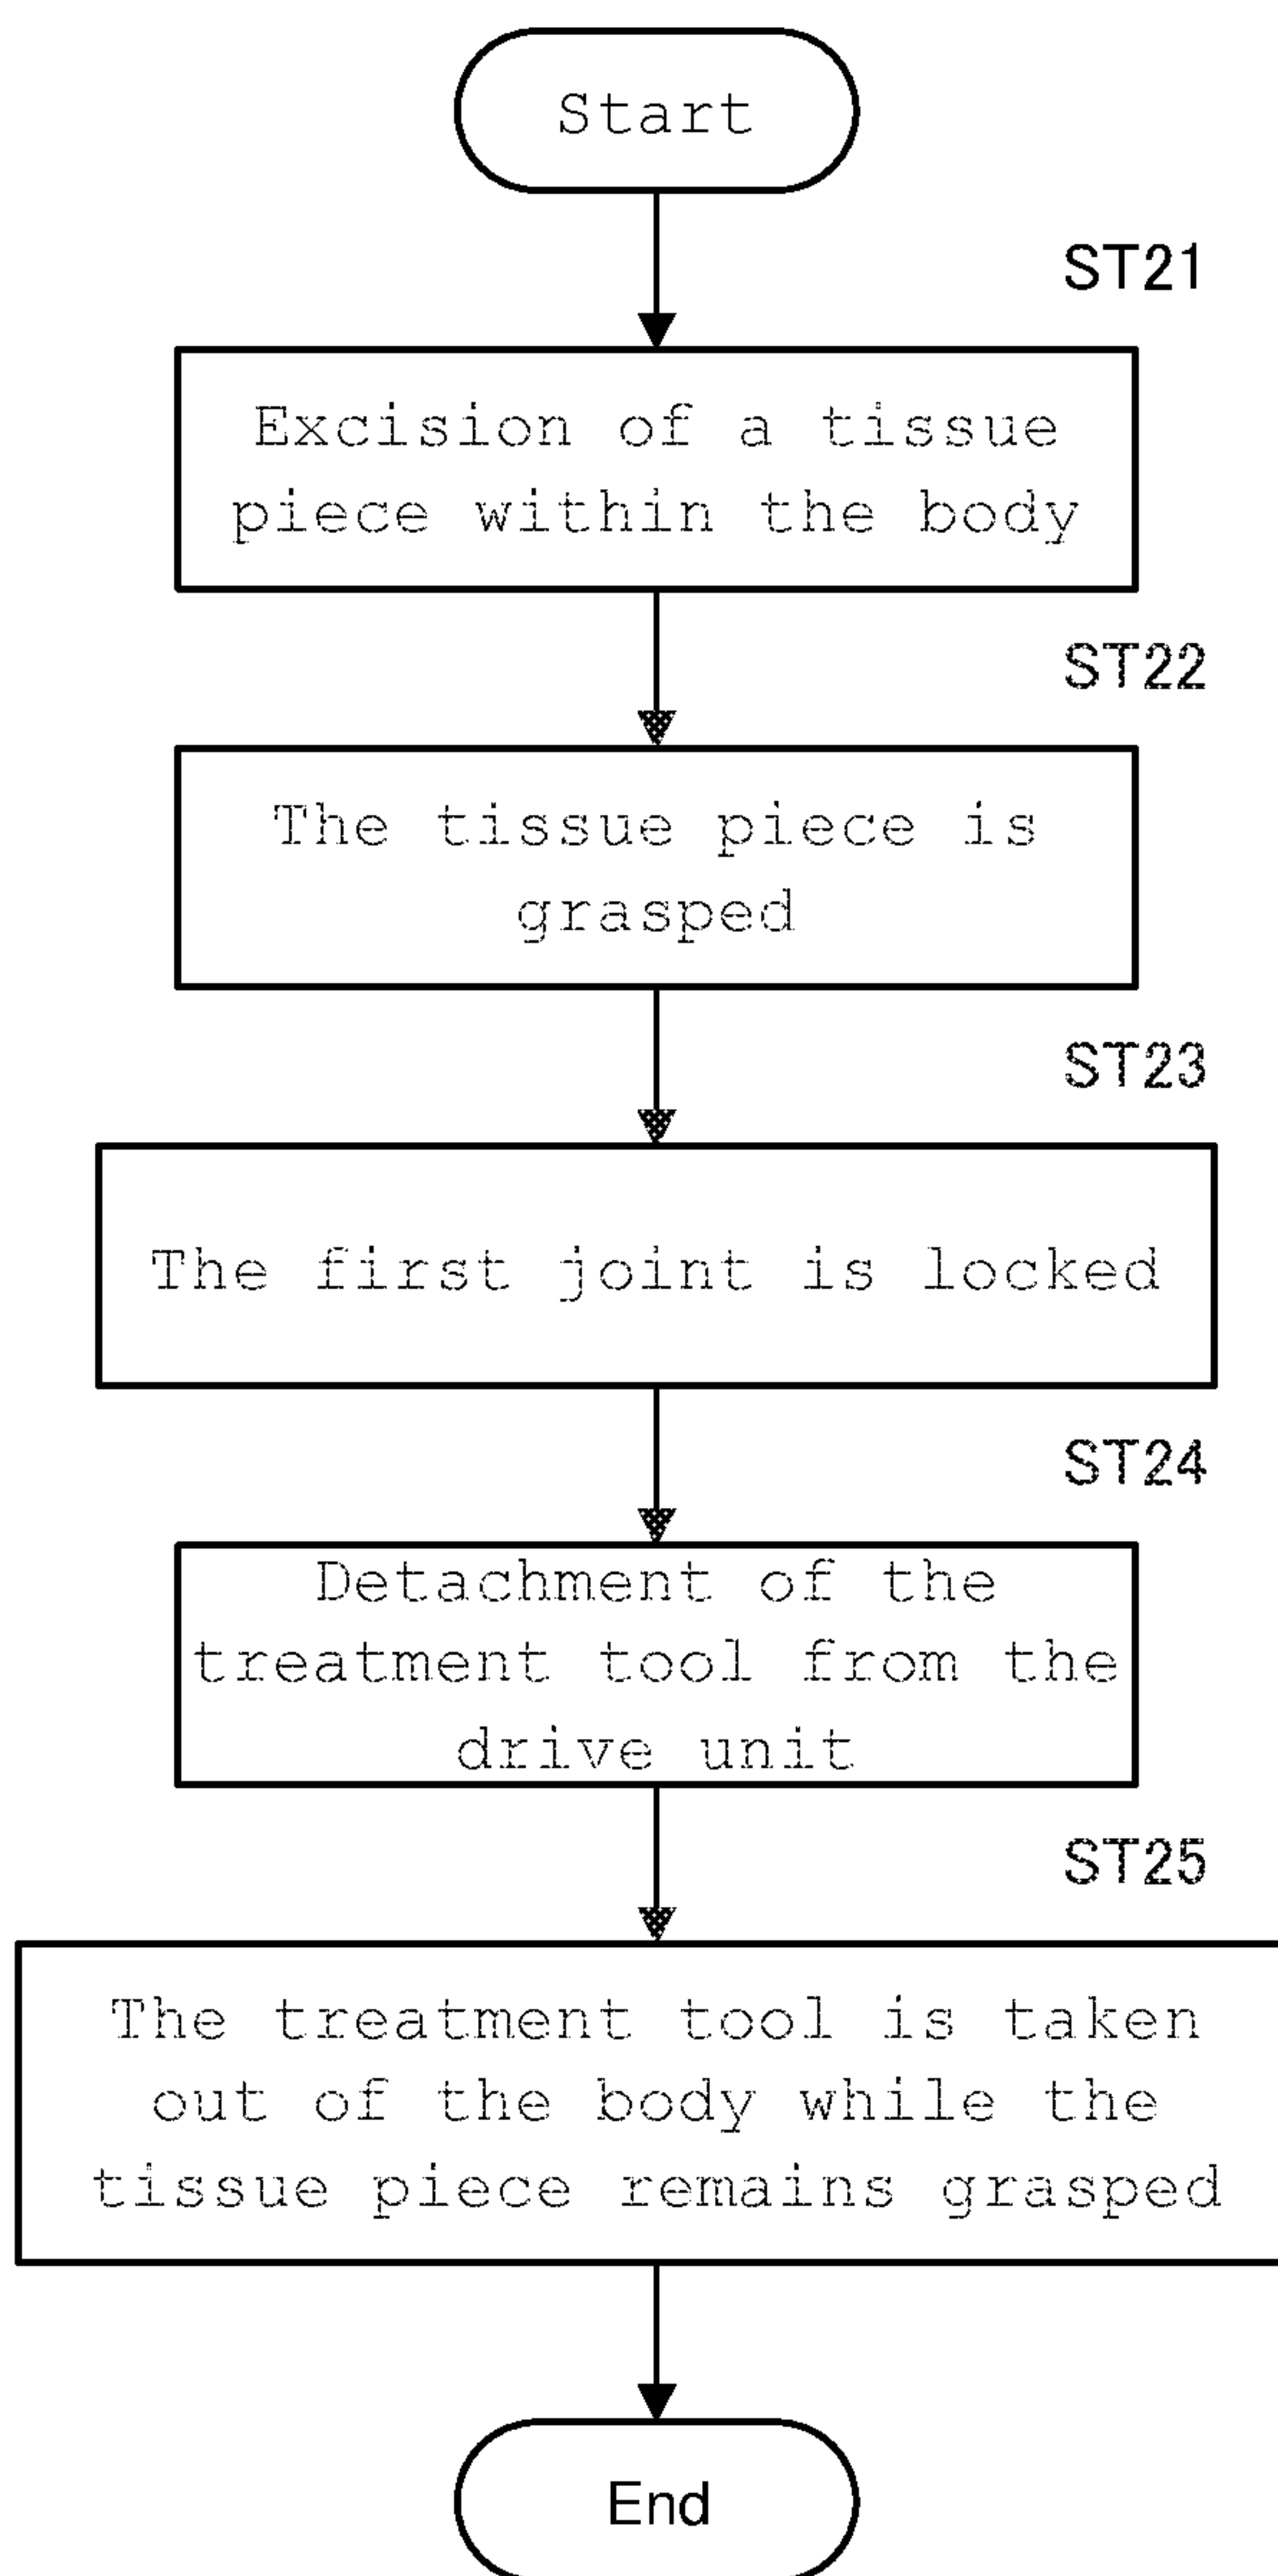 Start
ST21
Excision of a tissue
piece within the body
ST22
The tissue piece is
grasped
ST23
The first joint is locked
ST24
Detachment of the
treatment tool from the
drive unit
ST25
The treatment tool is taken
out of the body while the
tissue piece remains grasped
End